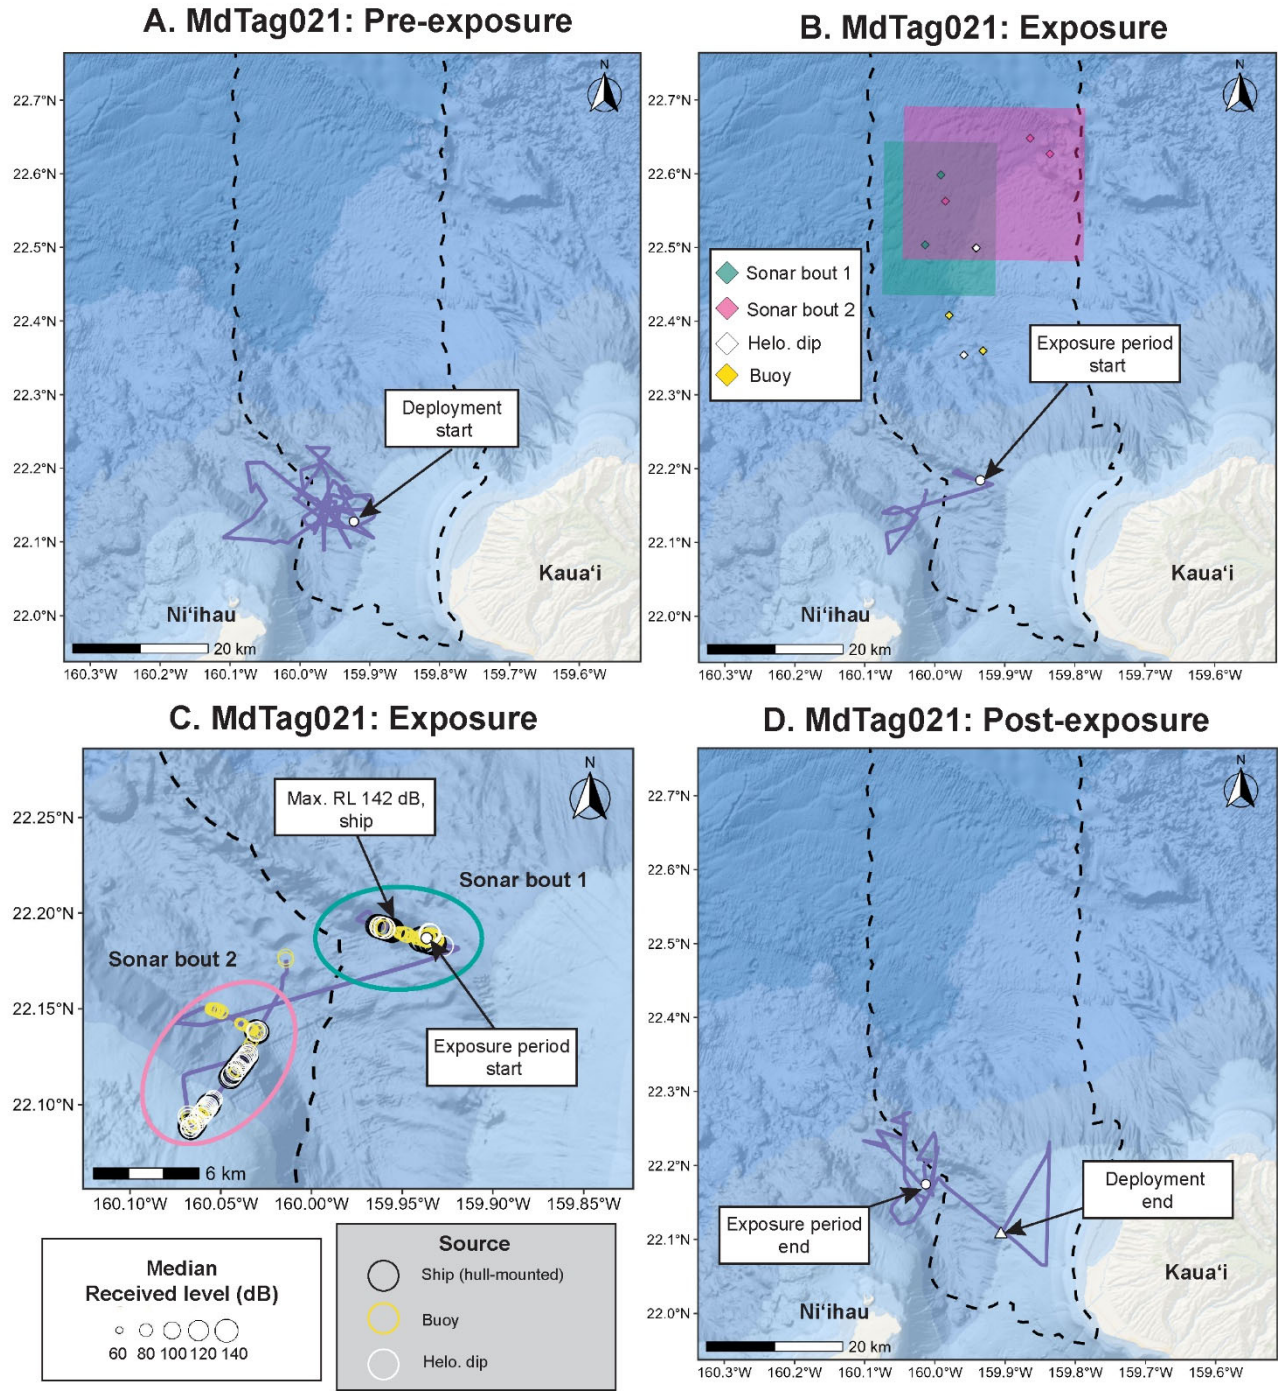 A. MdTag021: Pre-exposure
N
22.7°N
22.6°N
22.5°N
22.4°N
22.3°N
22.2°N
22.1°N
22.0°N
Deployment
start
Kauaʻi
Niʻihau
20 km
160.3°W 160.2°W 160.1°W 160.0°W 159.9°W 159.8°W 159.7°W 159.6°W
B. MdTag021: Exposure
N
22.7°N
22.6°N
22.5°N
22.4°N
22.3°N
22.2°N
22.1°N
22.0°N
Sonar bout 1
Sonar bout 2
Helo. dip
Buoy
Exposure period
start
Kauaʻi
Niʻihau
20 km
160.3°W 160.2°W 160.1°W 160.0°W 159.9°W 159.8°W 159.7°W 159.6°W
C. MdTag021: Exposure
N
22.25°N
22.20°N
22.15°N
22.10°N
Max. RL 142 dB,
ship
Sonar bout 1
Sonar bout 2
Exposure period
start
6 km
160.10°W 160.05°W 160.00°W 159.95°W 159.90°W 159.85°W
Median
Received level (dB)
60 80 100 120 140
Source
Ship (hull-mounted)
Buoy
Helo. dip
D. MdTag021: Post-exposure
N
22.7°N
22.6°N
22.5°N
22.4°N
22.3°N
22.2°N
22.1°N
22.0°N
Deployment
end
Exposure period
end
Kauaʻi
Niʻihau
20 km
160.3°W 160.2°W 160.1°W 160.0°W 159.9°W 159.8°W 159.7°W 159.6°W